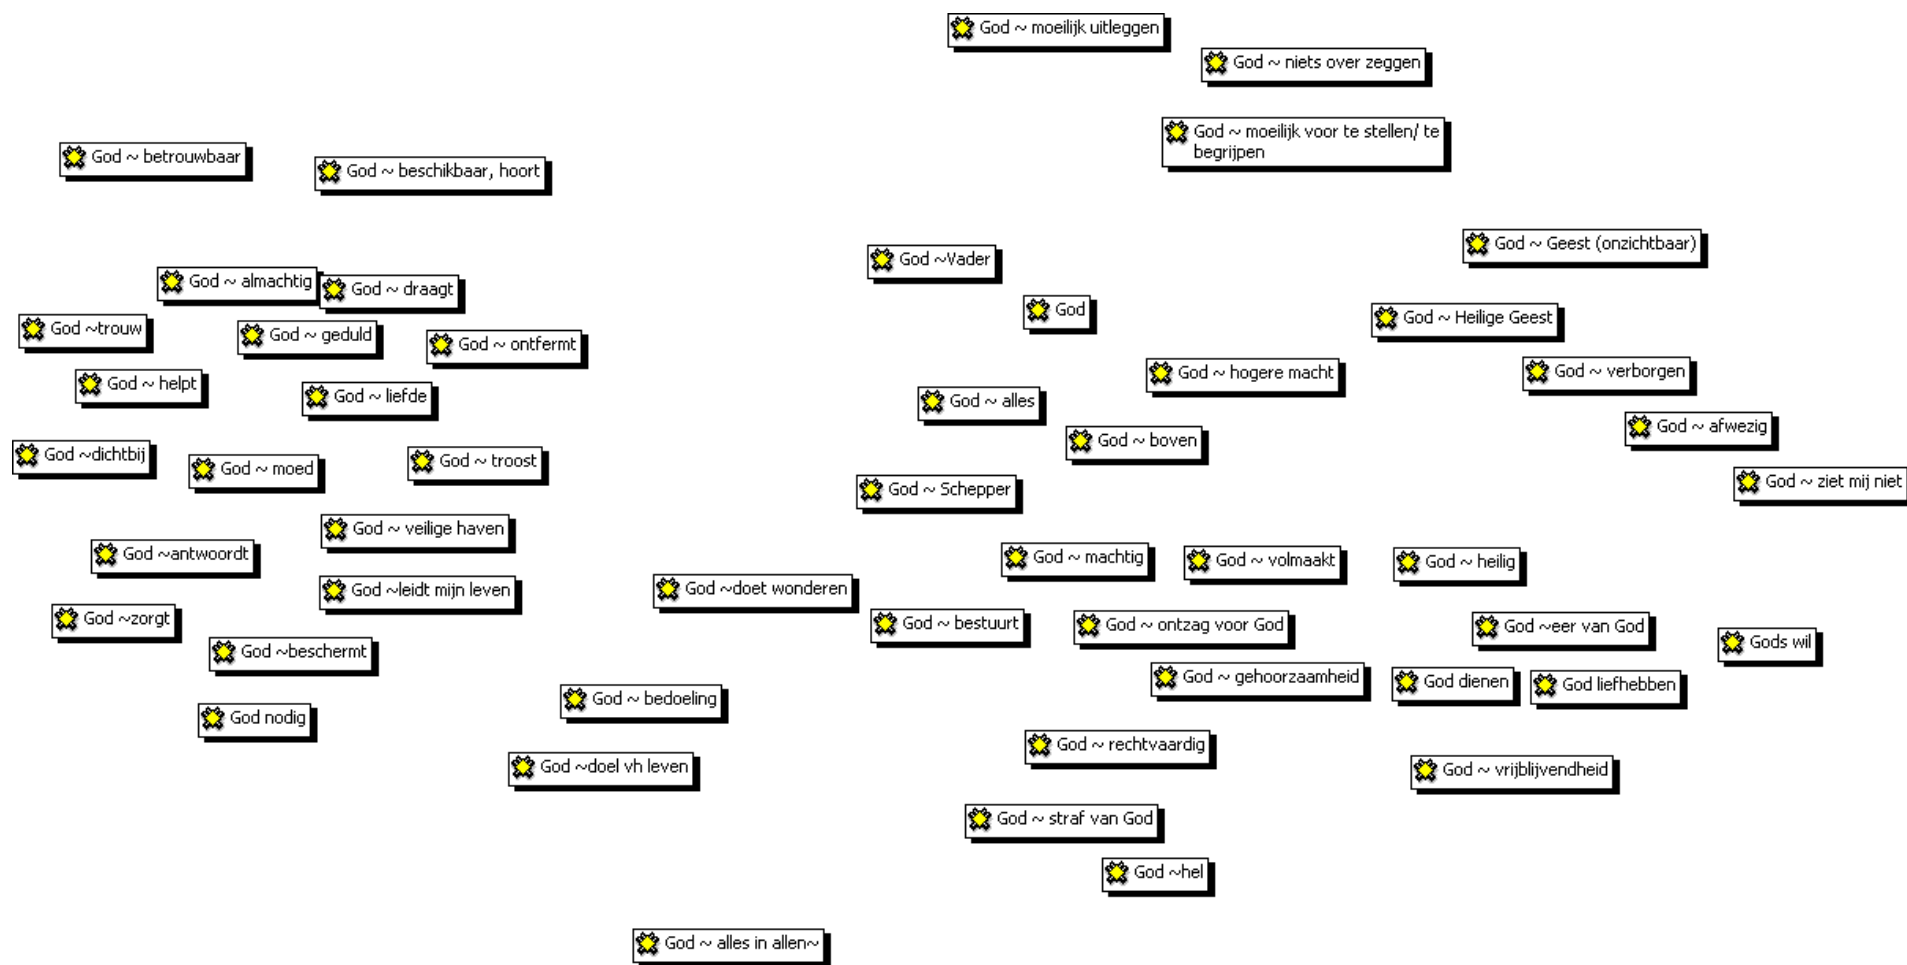 God ~ moeilijk uitleggen
God ~ niets over zeggen
God ~ moeilijk voor te stellen/ te
begrijpen
God ~ betrouwbaar
God ~ beschikbaar, hoort
God ~ Geest (onzichtbaar)
God ~Vader
God ~ almachtig
God ~ draagt
God
God ~ Heilige Geest
God ~trouw
God ~ geduld
God ~ ontfermt
God ~ hogere macht
God ~ verborgen
God ~ helpt
God ~ liefde
God ~ alles
God ~ afwezig
God ~ boven
God ~dichtbij
God ~ moed
God ~ troost
God ~ Schepper
God ~ ziet mij niet
God ~ veilige haven
God ~antwoordt
God ~ machtig
God ~ volmaakt
God ~ heilig
God ~leidt mijn leven
God ~doet wonderen
God ~zorgt
God ~ bestuurt
God ~ ontzag voor God
God ~eer van God
Gods wil
God ~beschermt
God ~ gehoorzaamheid
God dienen
God liefhebben
God ~ bedoeling
God nodig
God ~ rechtvaardig
God ~doel vh leven
God ~ vrijblijvendheid
God ~ straf van God
God ~hel
God ~ alles in allen~